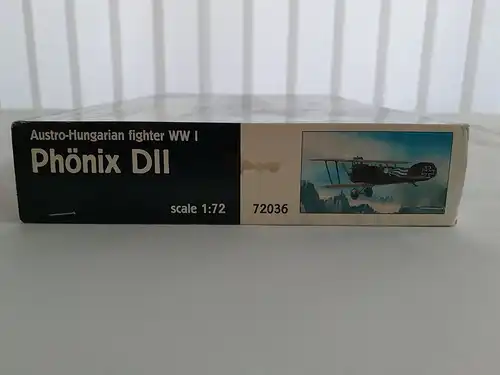 Austro-Hungarian fighter WW I
Phönix DII
scale 1:72
72036